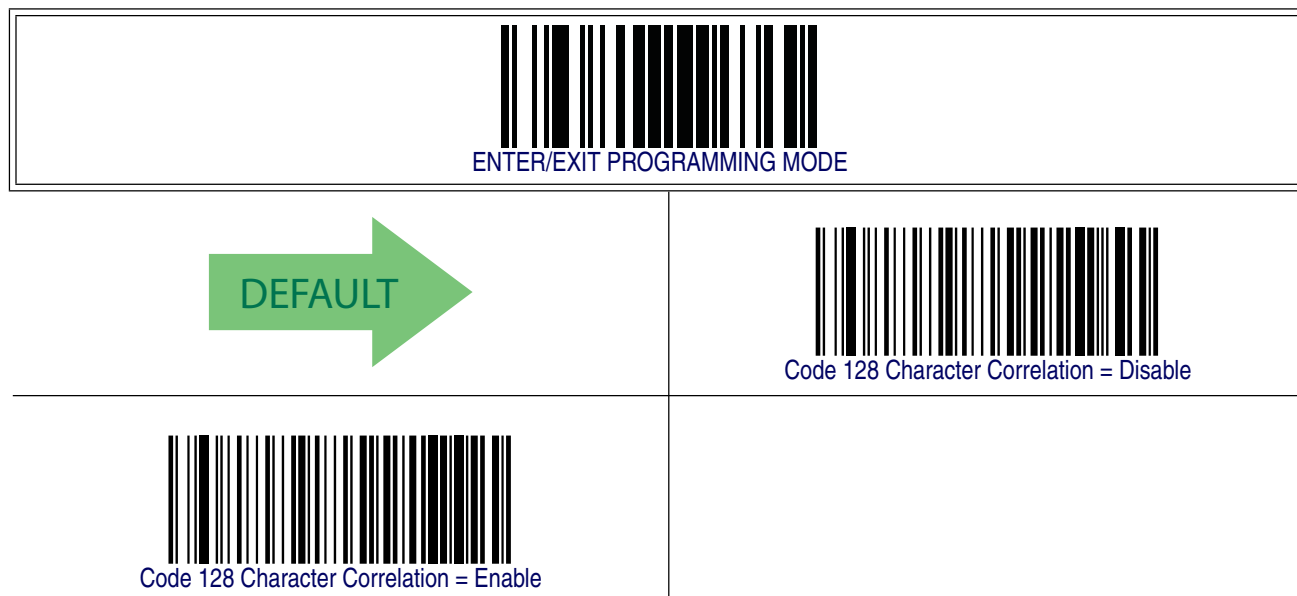 ENTER/EXIT PROGRAMMING MODE
DEFAULT
Code 128 Character Correlation = Disable
Code 128 Character Correlation = Enable